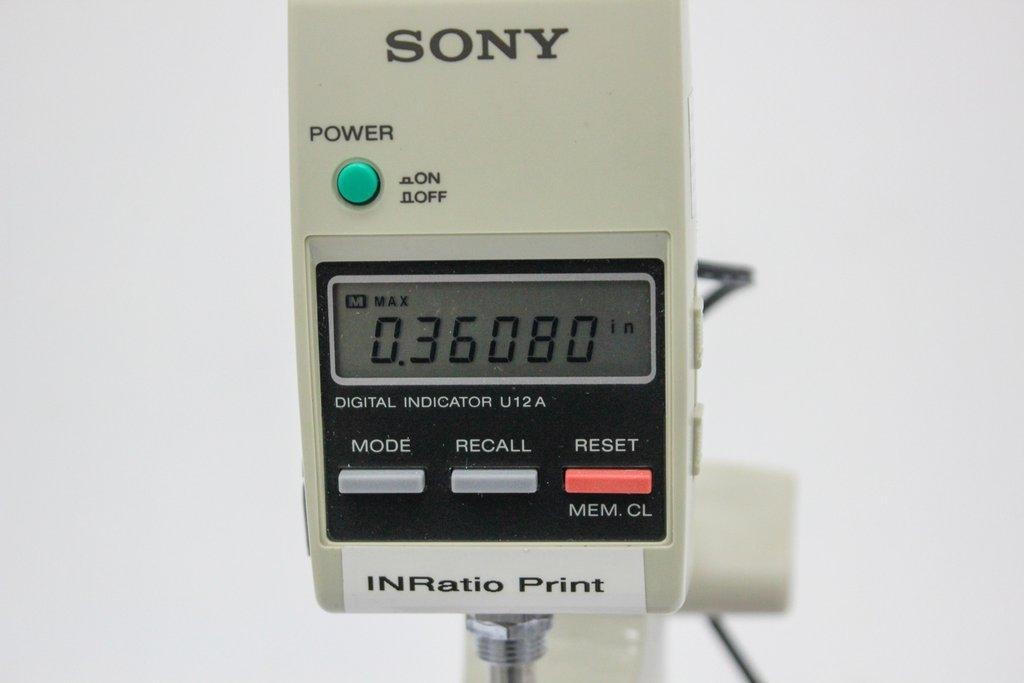 SONY
POWER
ON
OFF
M MAX
0.36080 in
DIGITAL INDICATOR U12A
MODE RECALL RESET
MEM. CL
INRatio Print